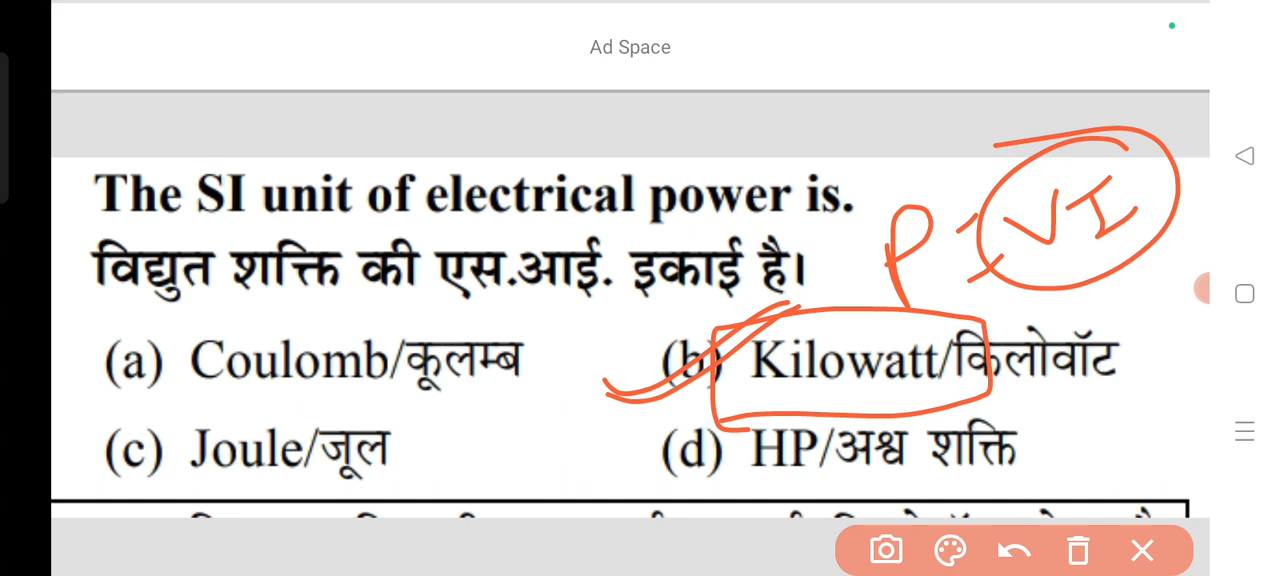 Ad Space
The SI unit of electrical power is.
विद्युत शक्ति की एस.आई. इकाई है।
P = VI
(a) Coulomb/कूलम्ब (b) Kilowatt/किलोवॉट
(c) Joule/जूल (d) HP/अश्व शक्ति